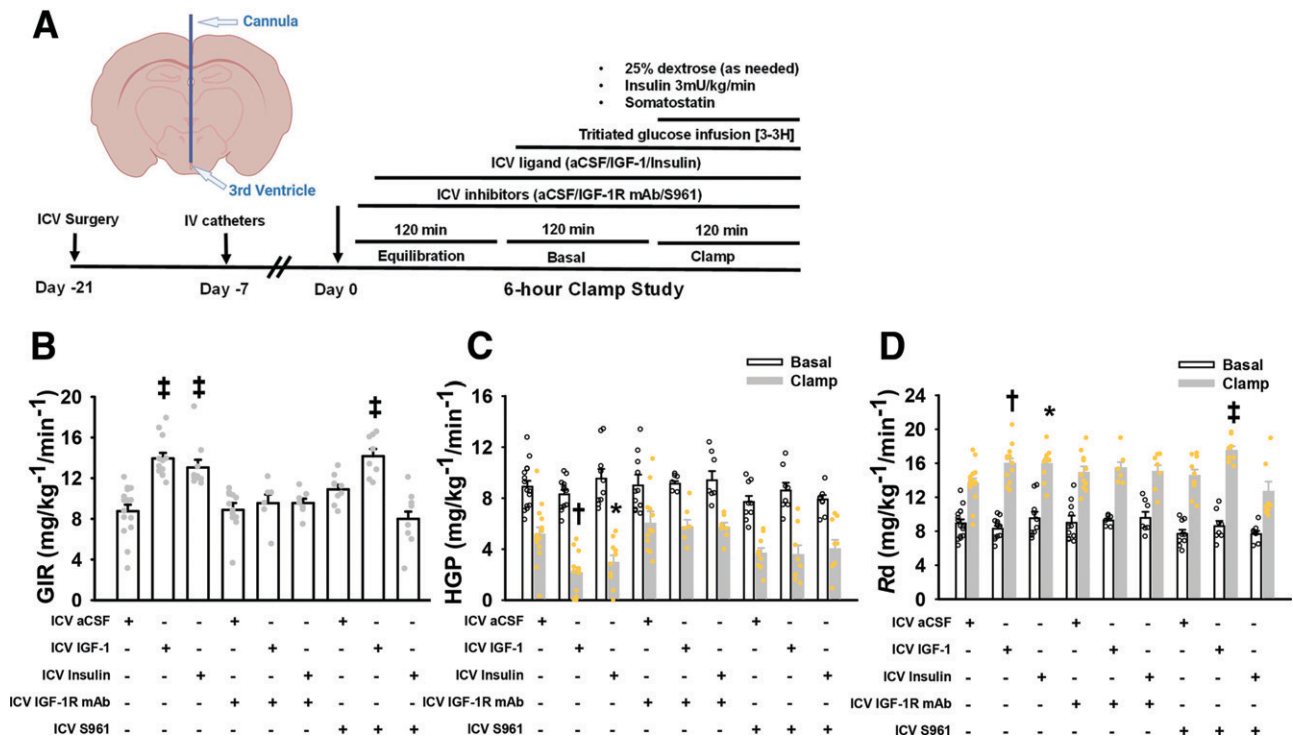 A
Cannula
3rd Ventricle
• 25% dextrose (as needed)
• Insulin 3mU/kg/min
• Somatostatin
Tritiated glucose infusion [3-3H]
ICV ligand (aCSF/IGF-1/Insulin)
ICV inhibitors (aCSF/IGF-1R mAb/S961)
ICV Surgery
IV catheters
120 min
120 min
120 min
Equilibration
Basal
Clamp
Day -21
Day -7
Day 0
6-hour Clamp Study
B
GIR (mg/kg⁻¹/min⁻¹)
20
16
12
8
4
0
‡
‡
‡
ICV aCSF + - - + - - + - -
ICV IGF-1 - + - - + - - + -
ICV Insulin - - + - - + - - +
ICV IGF-1R mAb - - - + + + - - -
ICV S961 - - - - - - + + +
C
Basal
Clamp
HGP (mg/kg⁻¹/min⁻¹)
16
12
8
4
0
†
*
ICV aCSF + - - + - - + - -
ICV IGF-1 - + - - + - - + -
ICV Insulin - - + - - + - - +
ICV IGF-1R mAb - - - + + + - - -
ICV S961 - - - - - - + + +
D
Basal
Clamp
Rd (mg/kg⁻¹/min⁻¹)
24
20
16
12
8
4
0
†
*
‡
ICV aCSF + - - + - - + - -
ICV IGF-1 - + - - + - - + -
ICV Insulin - - + - - + - - +
ICV IGF-1R mAb - - - + + + - - -
ICV S961 - - - - - - + + +